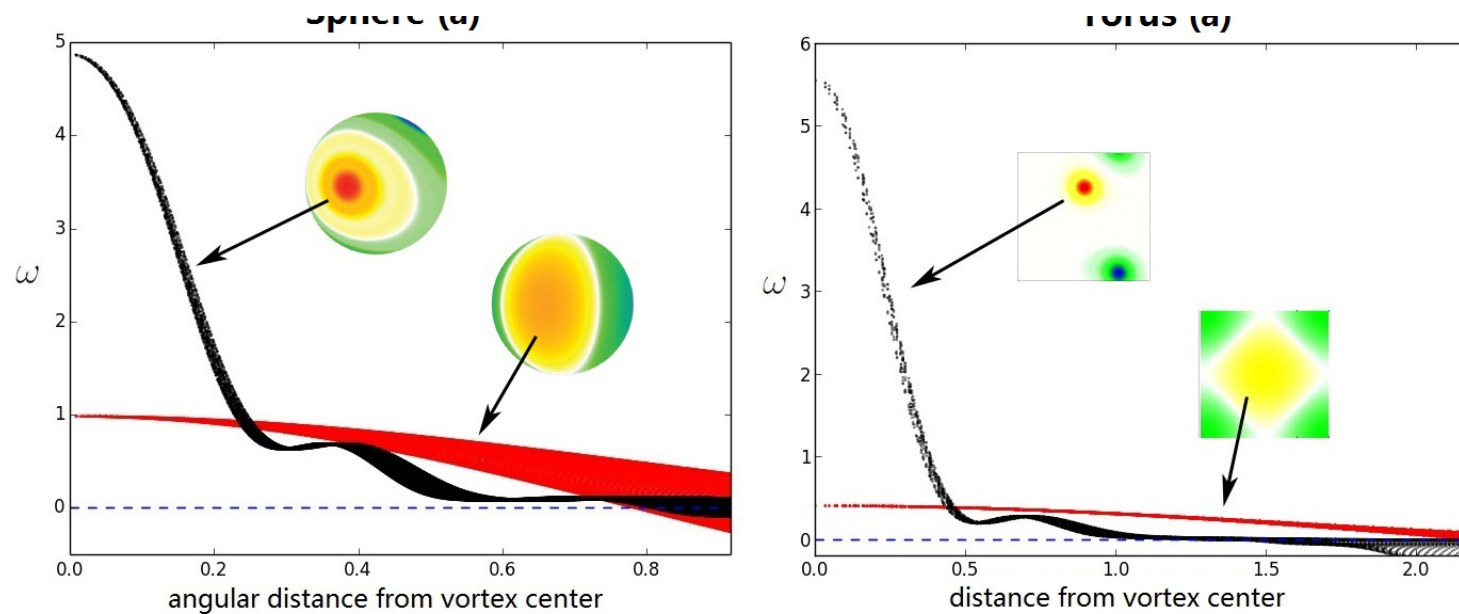 Sphere (a)
5
4
3
2
1
0
ω
0.0 0.2 0.4 0.6 0.8
angular distance from vortex center
Torus (a)
6
5
4
3
2
1
0
ω
0.0 0.5 1.0 1.5 2.0
distance from vortex center